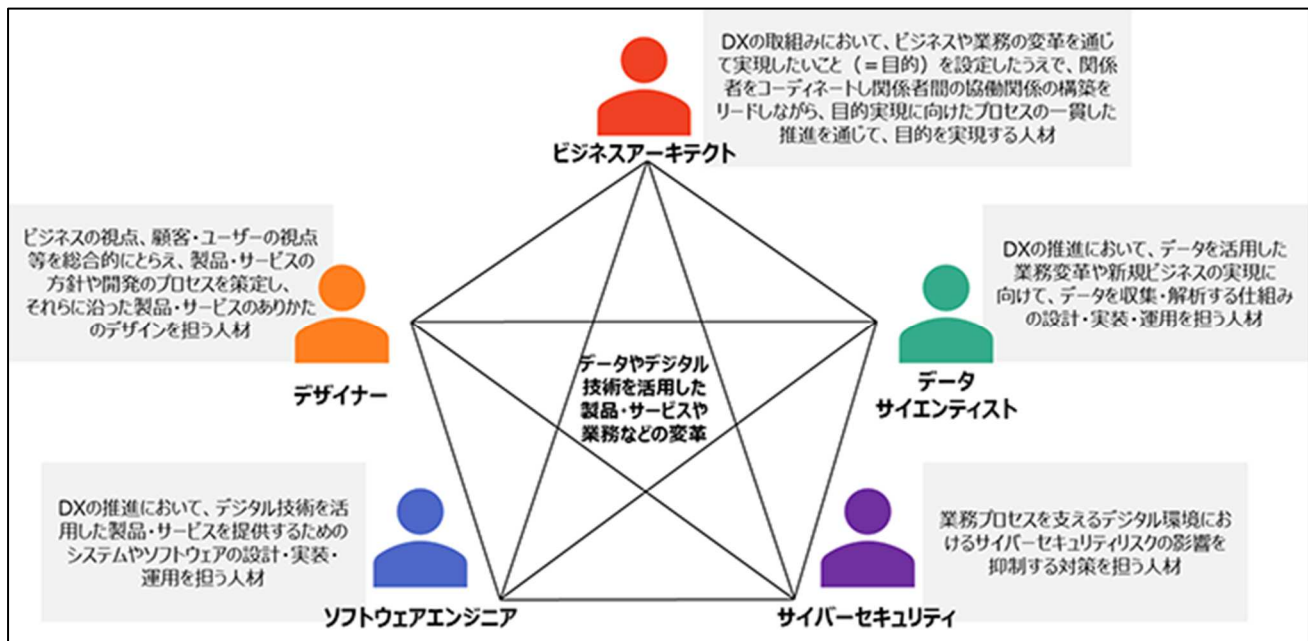 DXの取組みにおいて、ビジネスや業務の変革を通じ
て実現したいこと（＝目的）を設定したうえで、関係
者をコーディネートし関係者間の協働関係の構築を
リードしながら、目的実現に向けたプロセスの一貫した
推進を通じて、目的を実現する人材
ビジネスアーキテクト
ビジネスの視点、顧客・ユーザーの視点
等を総合的にとらえ、製品・サービスの
方針や開発のプロセスを策定し、
それらに沿った製品・サービスのありかた
のデザインを担う人材
デザイナー
DXの推進において、データを活用した
業務変革や新規ビジネスの実現に
向けて、データを収集・解析する仕組み
の設計・実装・運用を担う人材
データ
サイエンティスト
データやデジタル
技術を活用した
製品・サービスや
業務などの変革
DXの推進において、デジタル技術を活
用した製品・サービスを提供するための
システムやソフトウェアの設計・実装・
運用を担う人材
ソフトウェアエンジニア
業務プロセスを支えるデジタル環境にお
けるサイバーセキュリティリスクの影響を
抑制する対策を担う人材
サイバーセキュリティ